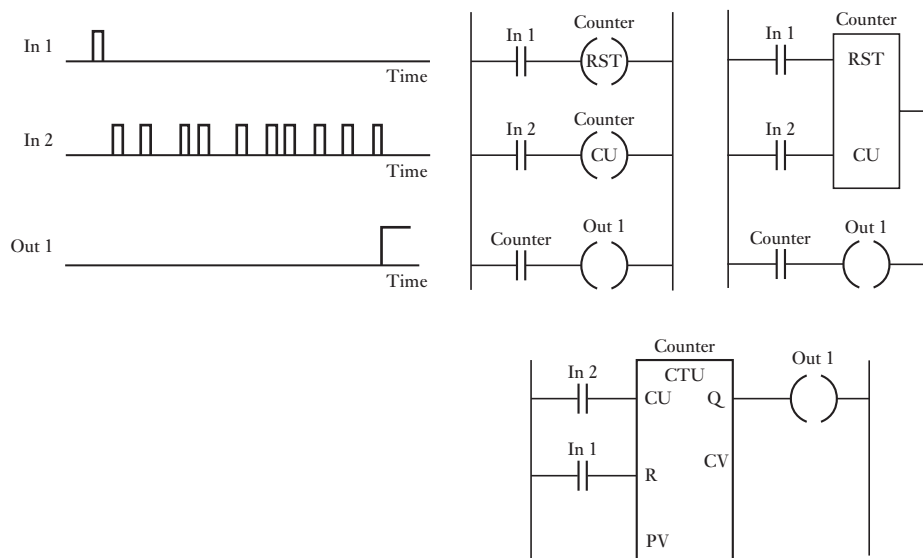 In 1
Time
In 2
Time
Out 1
Time
Counter
In 1
RST
Counter
In 2
CU
Counter
Out 1
Counter
In 1
RST
In 2
CU
Counter
Out 1
Counter
In 2
CTU
CU
Q
Out 1
In 1
R
CV
PV